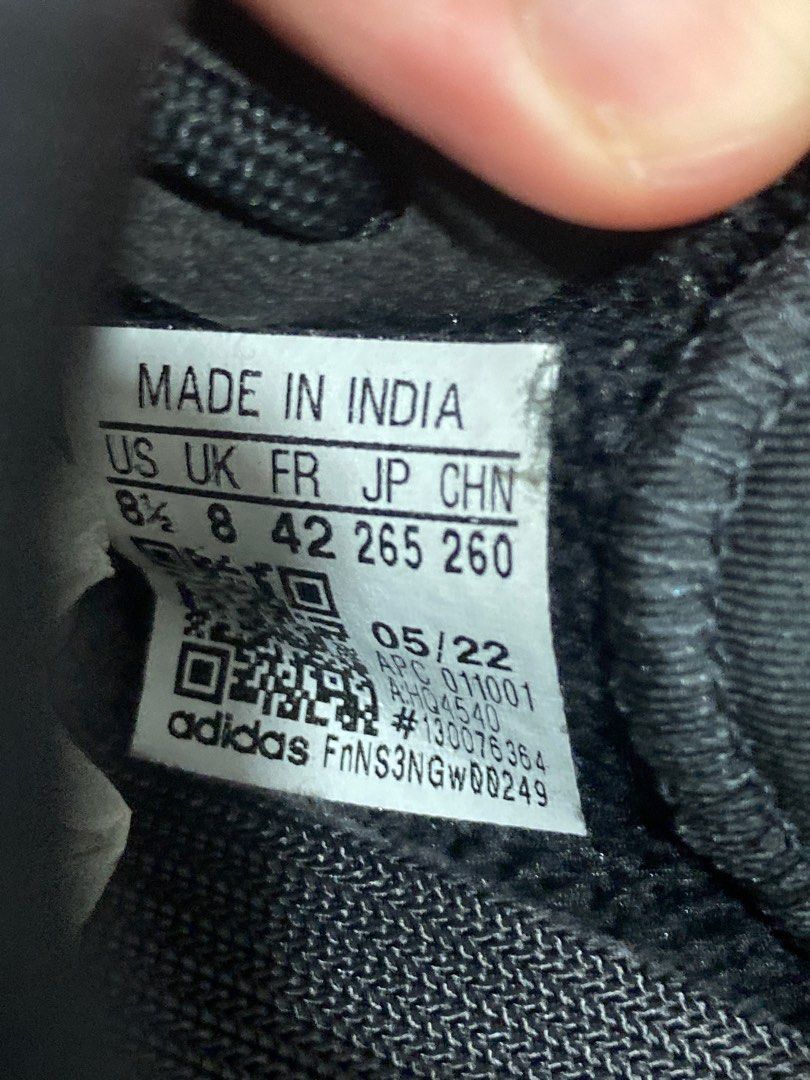 MADE IN INDIA
US UK FR JP CHN
8½ 8 42 265 260
05/22
APC 011001
AHQ4540
#130076364
adidas FnNS3NGw00249